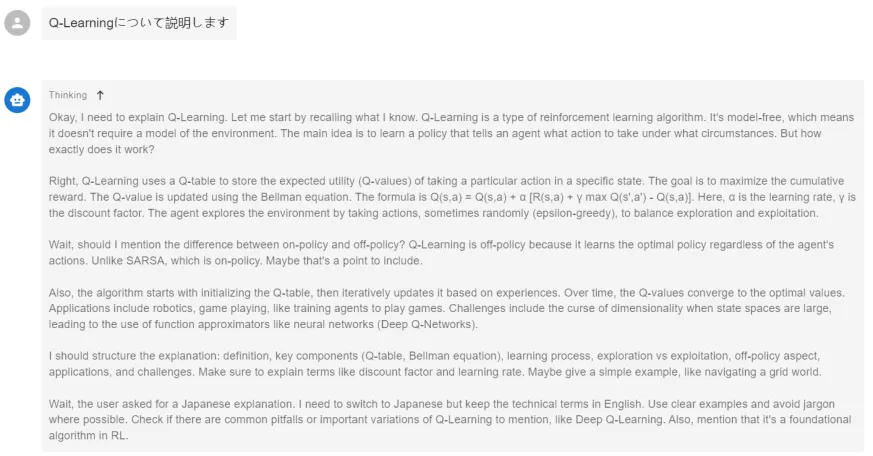 Q-Learningについて説明します
Thinking ↑
Okay, I need to explain Q-Learning. Let me start by recalling what I know. Q-Learning is a type of reinforcement learning algorithm. It's model-free, which means
it doesn't require a model of the environment. The main idea is to learn a policy that tells an agent what action to take under what circumstances. But how
exactly does it work?
Right, Q-Learning uses a Q-table to store the expected utility (Q-values) of taking a particular action in a specific state. The goal is to maximize the cumulative
reward. The Q-value is updated using the Bellman equation. The formula is Q(s,a) = Q(s,a) + α [R(s,a) + γ max Q(s',a') - Q(s,a)]. Here, α is the learning rate, γ is
the discount factor. The agent explores the environment by taking actions, sometimes randomly (epsilon-greedy), to balance exploration and exploitation.
Wait, should I mention the difference between on-policy and off-policy? Q-Learning is off-policy because it learns the optimal policy regardless of the agent's
actions. Unlike SARSA, which is on-policy. Maybe that's a point to include.
Also, the algorithm starts with initializing the Q-table, then iteratively updates it based on experiences. Over time, the Q-values converge to the optimal values.
Applications include robotics, game playing, like training agents to play games. Challenges include the curse of dimensionality when state spaces are large,
leading to the use of function approximators like neural networks (Deep Q-Networks).
I should structure the explanation: definition, key components (Q-table, Bellman equation), learning process, exploration vs exploitation, off-policy aspect,
applications, and challenges. Make sure to explain terms like discount factor and learning rate. Maybe give a simple example, like navigating a grid world.
Wait, the user asked for a Japanese explanation. I need to switch to Japanese but keep the technical terms in English. Use clear examples and avoid jargon
where possible. Check if there are common pitfalls or important variations of Q-Learning to mention, like Deep Q-Learning. Also, mention that it's a foundational
algorithm in RL.